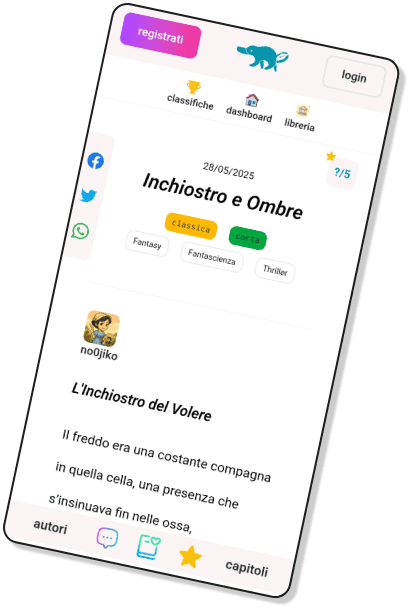 registrati
login
classifiche
dashboard
libreria
?/5
28/05/2025
Inchiostro e Ombre
classica
corta
Fantasy
Fantascienza
Thriller
no0jiko
L'Inchiostro del Volere
Il freddo era una costante compagna
in quella cella, una presenza che
s'insinuava fin nelle ossa,
autori
capitoli